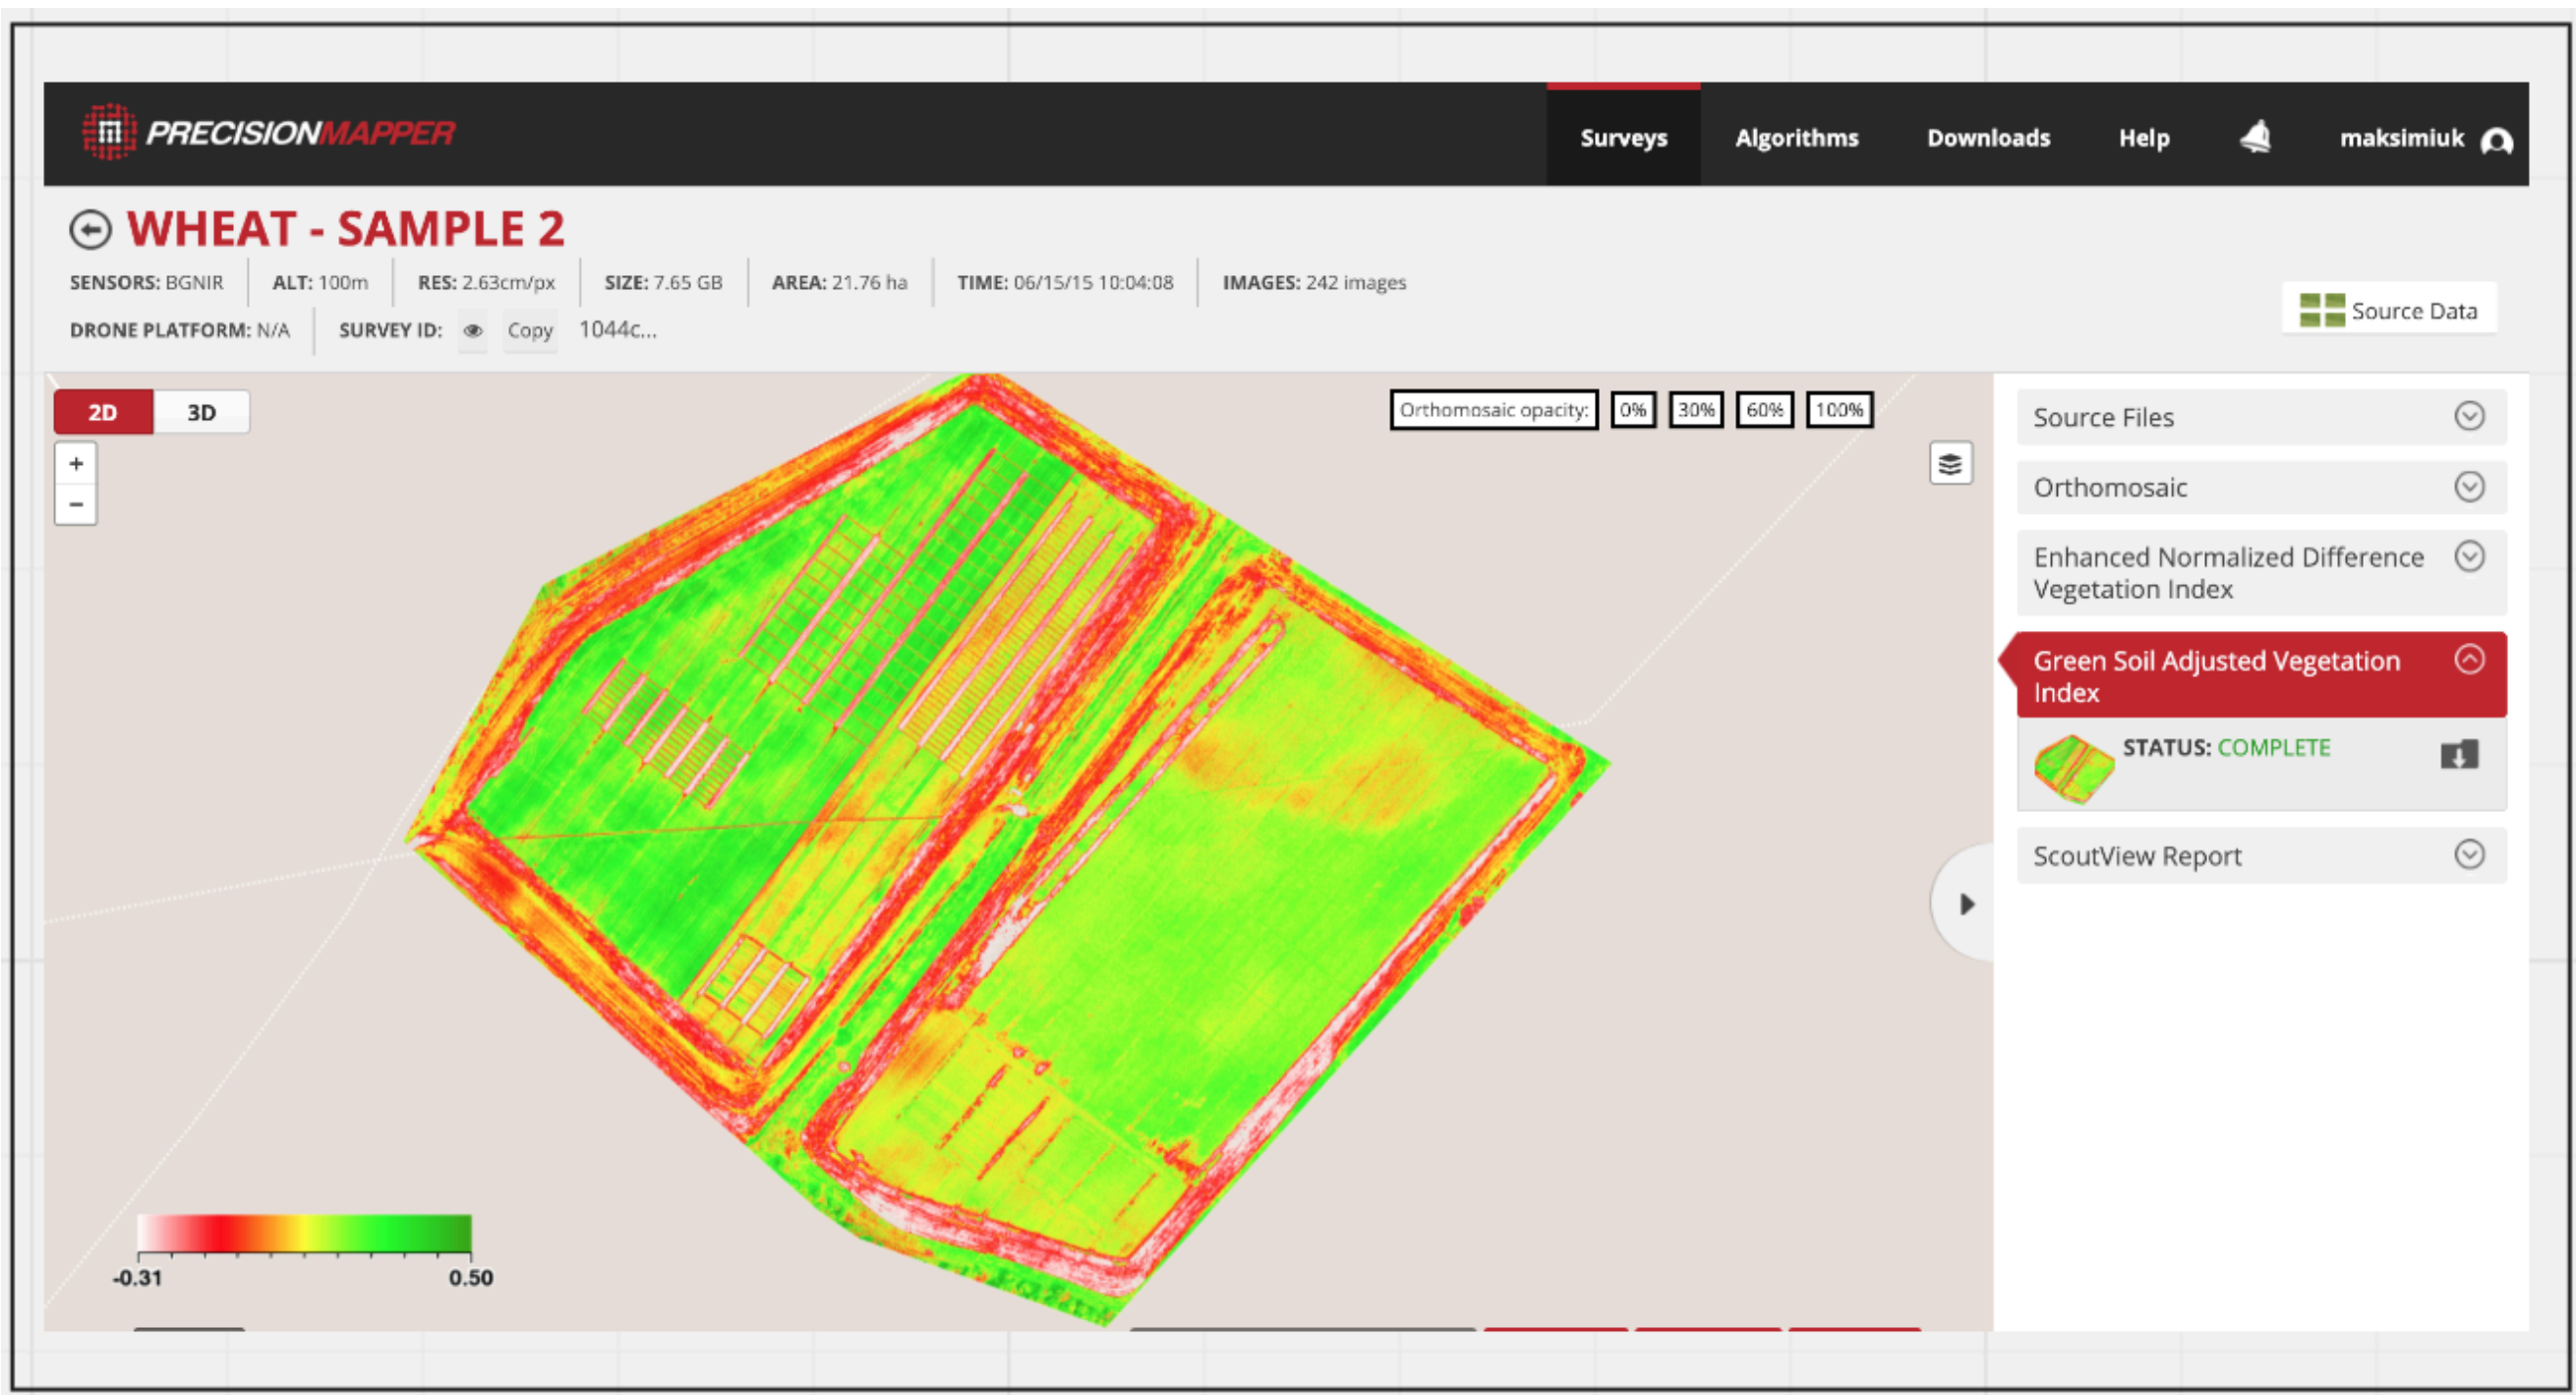 PRECISIONMAPPER
Surveys Algorithms Downloads Help maksimiuk
WHEAT - SAMPLE 2
SENSORS: BGNIR ALT: 100m RES: 2.63cm/px SIZE: 7.65 GB AREA: 21.76 ha TIME: 06/15/15 10:04:08 IMAGES: 242 images
DRONE PLATFORM: N/A SURVEY ID: Copy 1044c...
Source Data
2D 3D
+
−
Orthomosaic opacity: 0% 30% 60% 100%
Source Files
Orthomosaic
Enhanced Normalized Difference
Vegetation Index
Green Soil Adjusted Vegetation
Index
STATUS: COMPLETE
ScoutView Report
-0.31 0.50